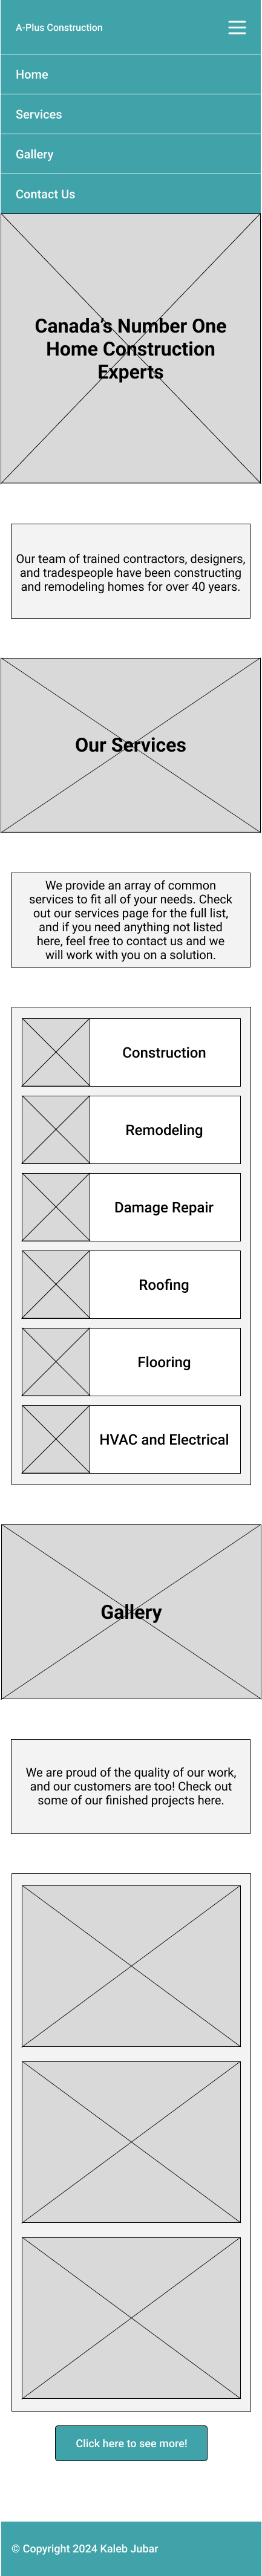 A-Plus Construction
Home
Services
Gallery
Contact Us
Canada's Number One
Home Construction
Experts
Our team of trained contractors, designers,
and tradespeople have been constructing
and remodeling homes for over 40 years.
Our Services
We provide an array of common
services to fit all of your needs. Check
out our services page for the full list,
and if you need anything not listed
here, feel free to contact us and we
will work with you on a solution.
Construction
Remodeling
Damage Repair
Roofing
Flooring
HVAC and Electrical
Gallery
We are proud of the quality of our work,
and our customers are too! Check out
some of our finished projects here.
Click here to see more!
© Copyright 2024 Kaleb Jubar